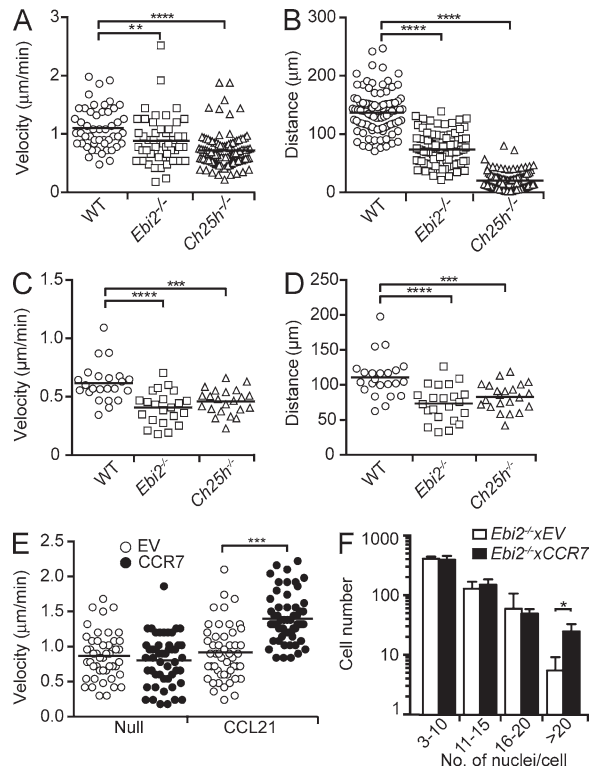 A
Velocity (µm/min)
3
2
1
0
**
****
WT
Ebi2-/-
Ch25h-/-
B
Distance (µm)
300
200
100
0
****
****
WT
Ebi2-/-
Ch25h-/-
C
Velocity (µm/min)
1.5
1.0
0.5
0
***
****
WT
Ebi2-/-
Ch25h-/-
D
Distance (µm)
250
200
150
100
50
0
***
****
WT
Ebi2-/-
Ch25h-/-
E
Velocity (µm/min)
2.5
2.0
1.5
1.0
0.5
0.0
EV
CCR7
***
Null
CCL21
F
Ebi2-/-xEV
Ebi2-/-xCCR7
Cell number
1000
100
10
1
*
3-10
11-15
16-20
>20
No. of nuclei/cell